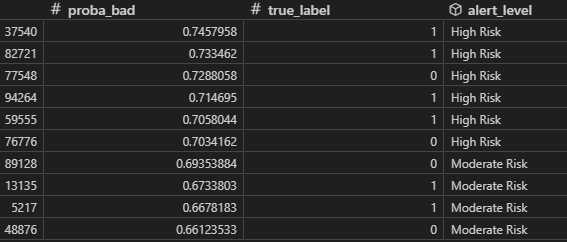 # proba_bad # true_label alert_level
37540 0.7457958 1 High Risk
82721 0.733462 1 High Risk
77548 0.7288058 0 High Risk
94264 0.714695 1 High Risk
59555 0.7058044 1 High Risk
76776 0.7034162 0 High Risk
89128 0.69353884 0 Moderate Risk
13135 0.6733803 1 Moderate Risk
5217 0.6678183 1 Moderate Risk
48876 0.66123533 0 Moderate Risk